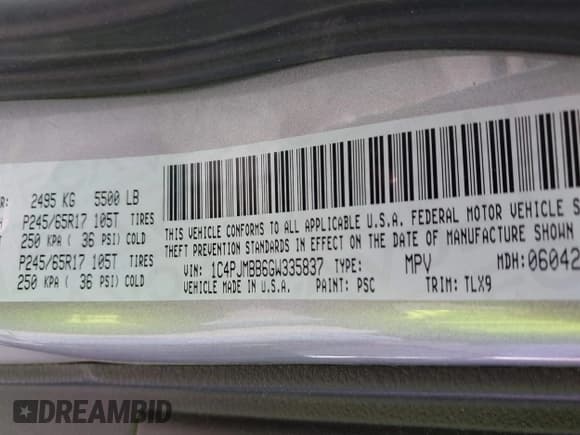 R: 2495 KG 5500 LB
P245/65R17 105T TIRES
250 KPA ( 36 PSI) COLD
P245/65R17 105T TIRES
250 KPA ( 36 PSI) COLD
THIS VEHICLE CONFORMS TO ALL APPLICABLE U.S.A. FEDERAL MOTOR VEHICLE S
THEFT PREVENTION STANDARDS IN EFFECT ON THE DATE OF MANUFACTURE SHOWN
VIN: 1C4PJMBB6GW335837 TYPE: MPV MDH: 06042
VEHICLE MADE IN U.S.A. PAINT: PSC TRIM: TLX9
DREAMBID